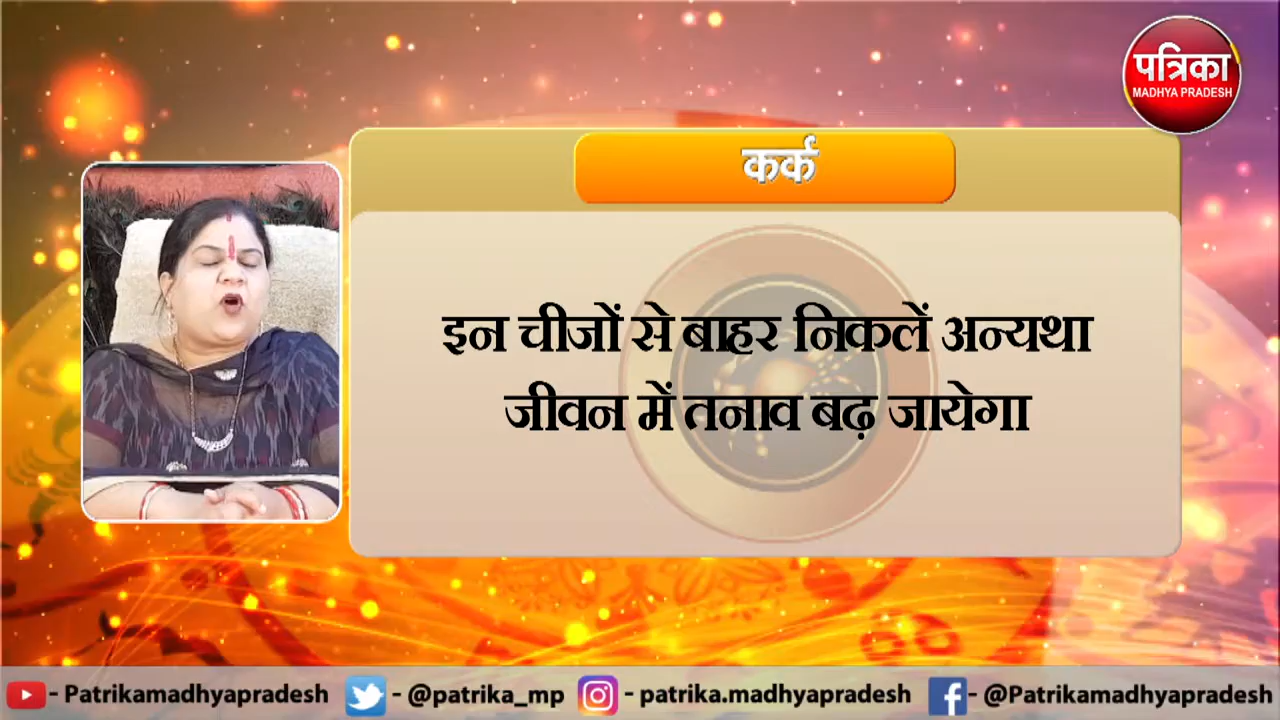 पत्रिका
MADHYA PRADESH
कर्क
इन चीजों से बाहर निकलें अन्यथा
जीवन में तनाव बढ़ जायेगा
- Patrikamadhyapradesh - @patrika_mp - patrika.madhyapradesh - @Patrikamadhyapradesh